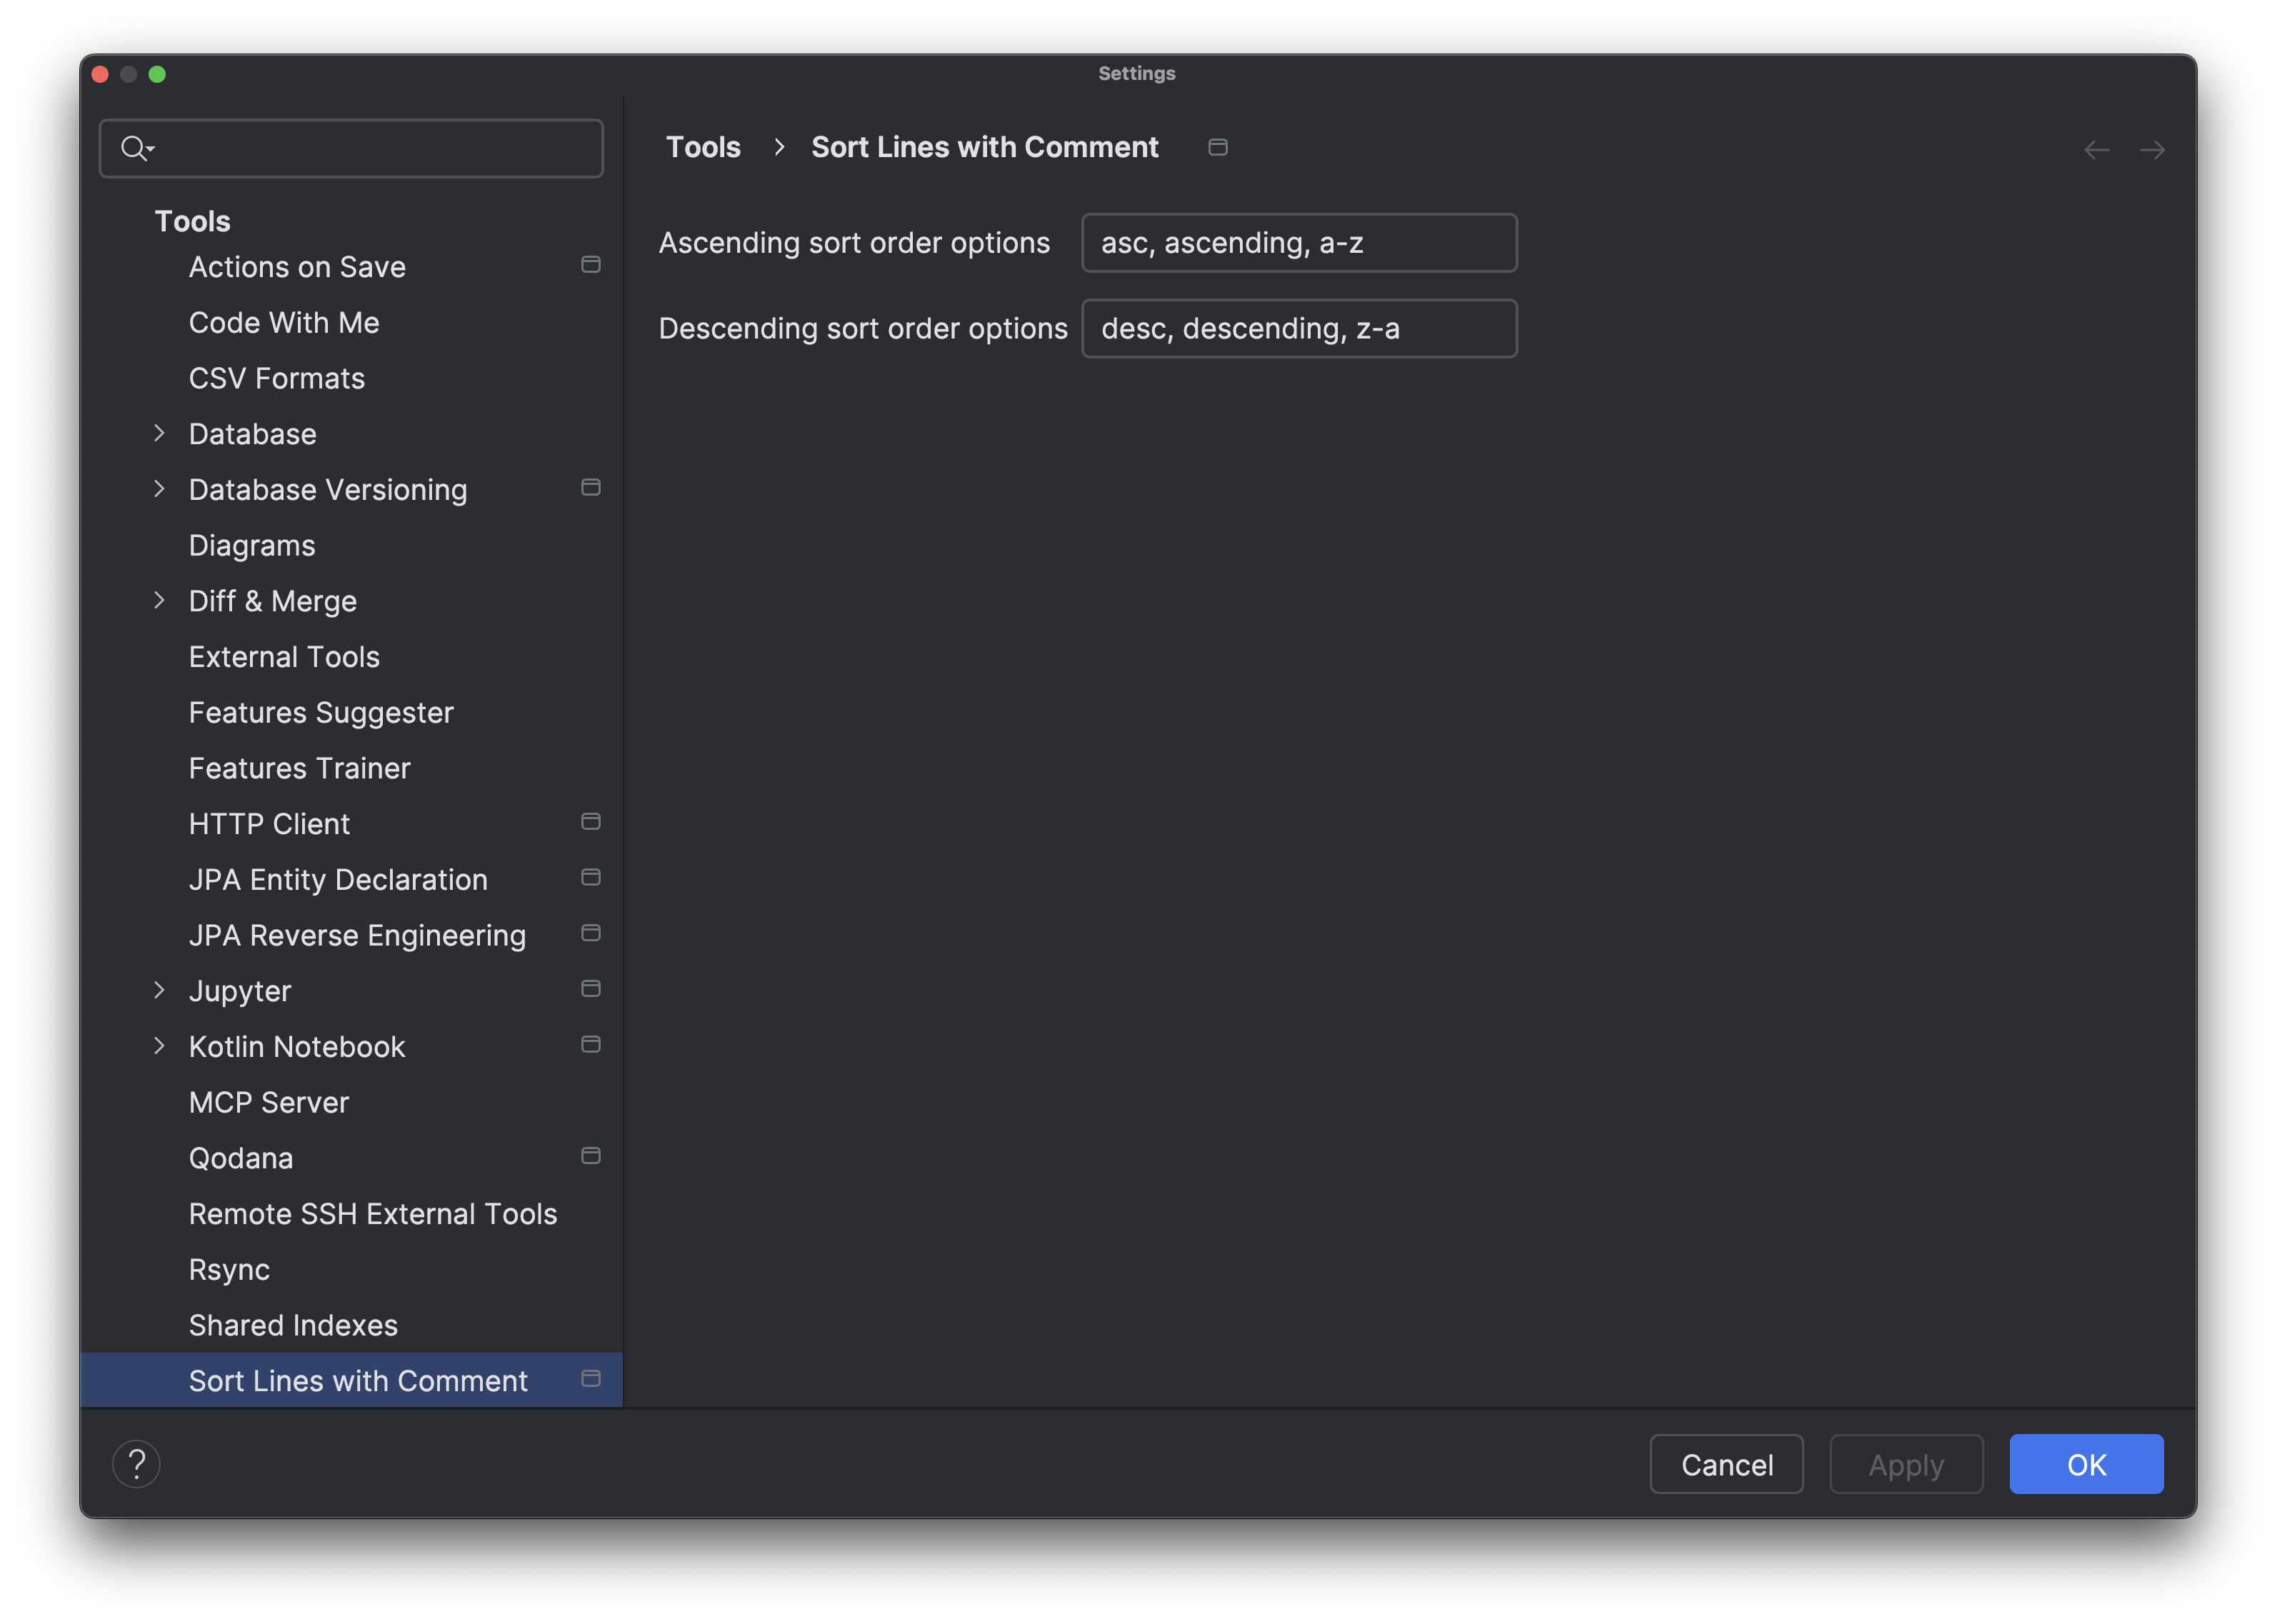 Settings
Tools
Actions on Save
Code With Me
CSV Formats
Database
Database Versioning
Diagrams
Diff & Merge
External Tools
Features Suggester
Features Trainer
HTTP Client
JPA Entity Declaration
JPA Reverse Engineering
Jupyter
Kotlin Notebook
MCP Server
Qodana
Remote SSH External Tools
Rsync
Shared Indexes
Sort Lines with Comment
Tools > Sort Lines with Comment
Ascending sort order options asc, ascending, a-z
Descending sort order options desc, descending, z-a
? Cancel Apply OK